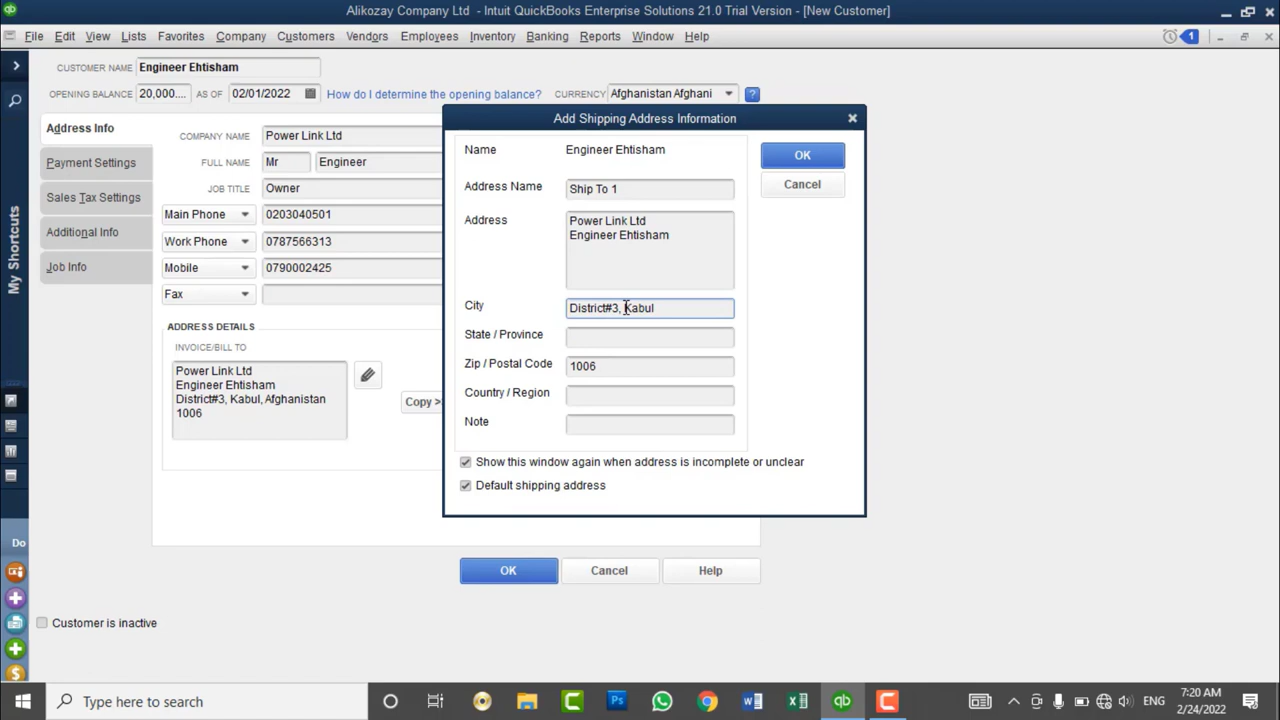 Alikozay Company Ltd - Intuit QuickBooks Enterprise Solutions 21.0 Trial Version - [New Customer]
File Edit View Lists Favorites Company Customers Vendors Employees Inventory Banking Reports Window Help 1
CUSTOMER NAME Engineer Ehtisham
OPENING BALANCE 20,000.... AS OF 02/01/2022 How do I determine the opening balance? CURRENCY Afghanistan Afghani ?
Address Info
Payment Settings
Sales Tax Settings
Additional Info
Job Info
My Shortcuts
Do
COMPANY NAME Power Link Ltd
FULL NAME Mr Engineer
JOB TITLE Owner
Main Phone 0203040501
Work Phone 0787566313
Mobile 0790002425
Fax
ADDRESS DETAILS
INVOICE/BILL TO
Power Link Ltd
Engineer Ehtisham
District#3, Kabul, Afghanistan
1006
Copy >
Add Shipping Address Information
Name Engineer Ehtisham
Address Name Ship To 1
Address Power Link Ltd
Engineer Ehtisham
City District#3, Kabul
State / Province
Zip / Postal Code 1006
Country / Region
Note
Show this window again when address is incomplete or unclear
Default shipping address
OK
Cancel
OK Cancel Help
Customer is inactive
Type here to search
ENG
7:20 AM
2/24/2022